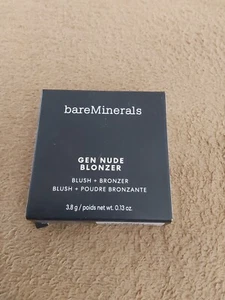 bareMinerals
GEN NUDE
BLONZER
BLUSH + BRONZER
BLUSH + POUDRE BRONZANTE
3.8 g / poids net wt. 0.13 oz.